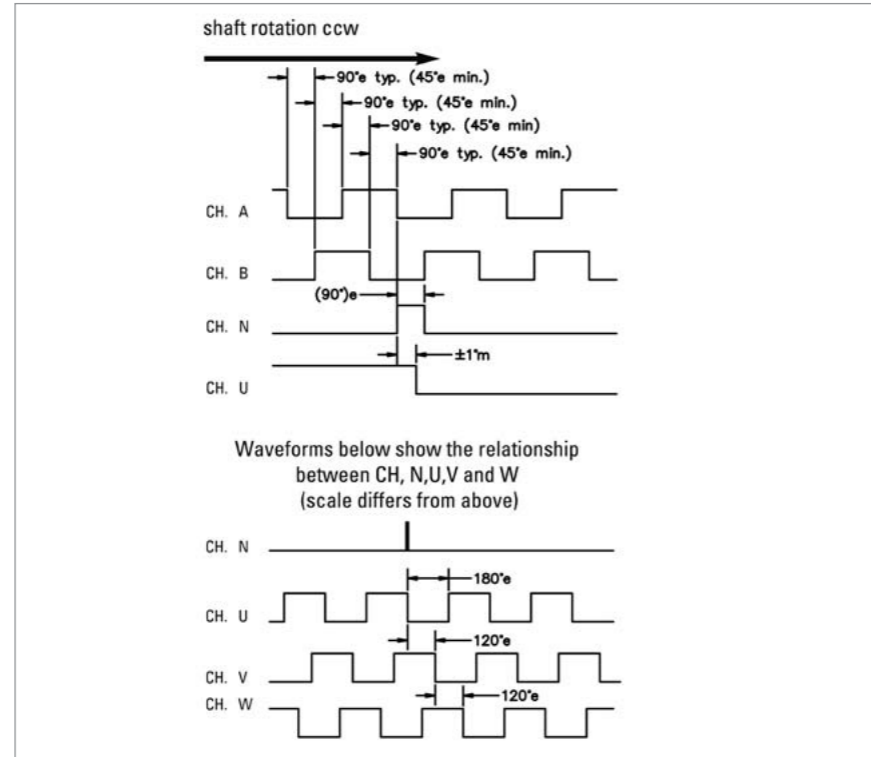 shaft rotation ccw
90°e typ. (45°e min.)
90°e typ. (45°e min.)
90°e typ. (45°e min)
90°e typ. (45°e min.)
CH. A
CH. B
(90°)e
CH. N
±1°m
CH. U
Waveforms below show the relationship
between CH, N,U,V and W
(scale differs from above)
CH. N
180°e
CH. U
120°e
CH. V
120°e
CH. W